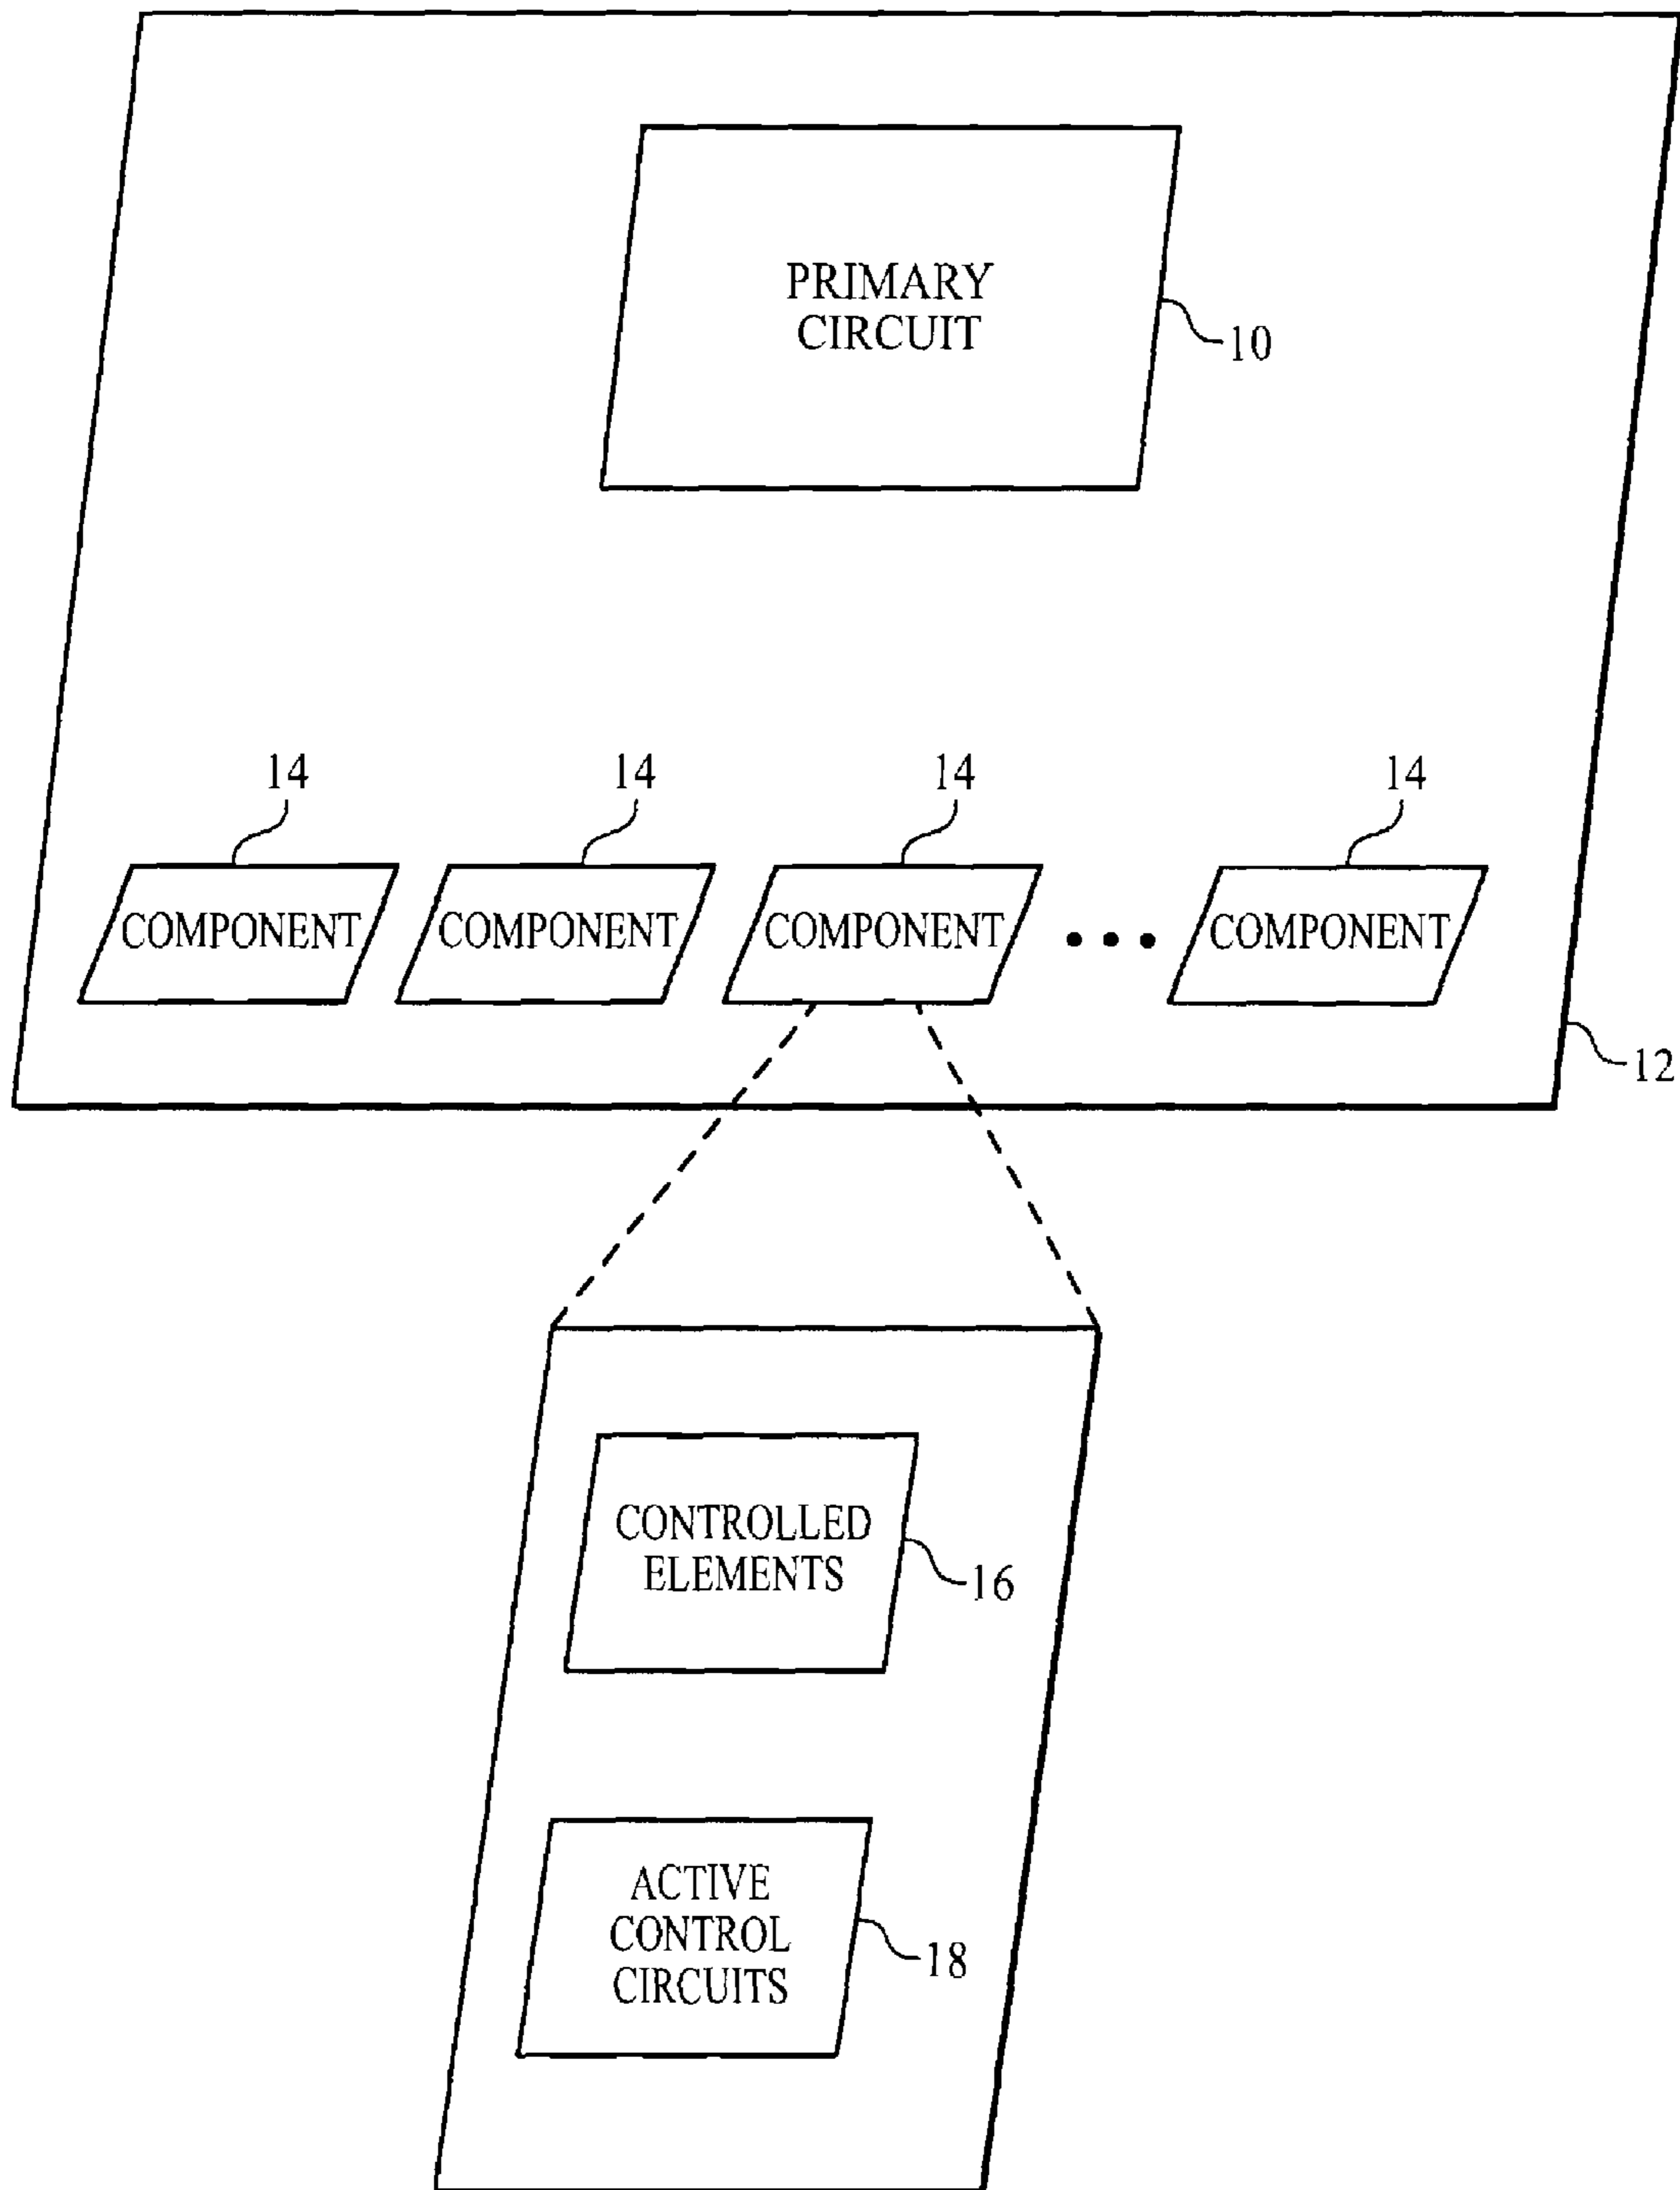 PRIMARY
CIRCUIT
10
14
14
14
14
COMPONENT
COMPONENT
COMPONENT
COMPONENT
12
CONTROLLED
ELEMENTS
16
ACTIVE
CONTROL
CIRCUITS
18